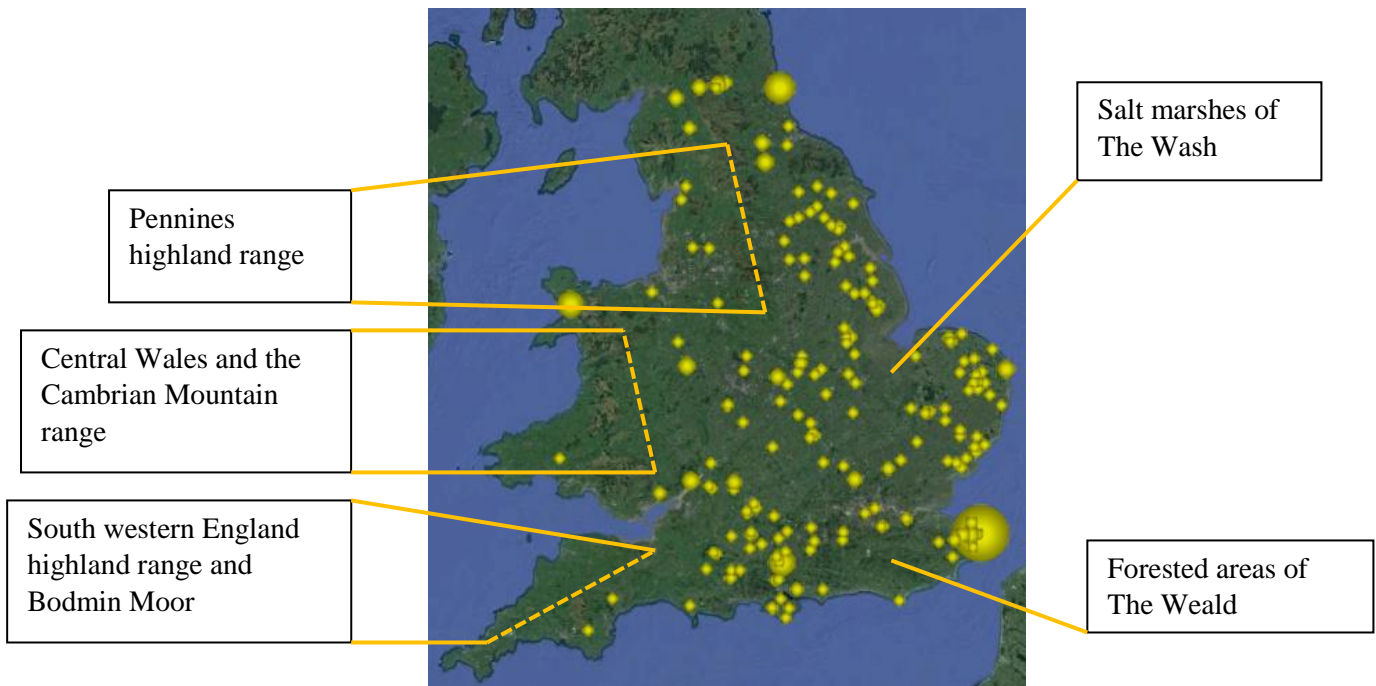 Salt marshes of
The Wash
Pennines
highland range
Central Wales and the
Cambrian Mountain
range
South western England
highland range and
Bodmin Moor
Forested areas of
The Weald